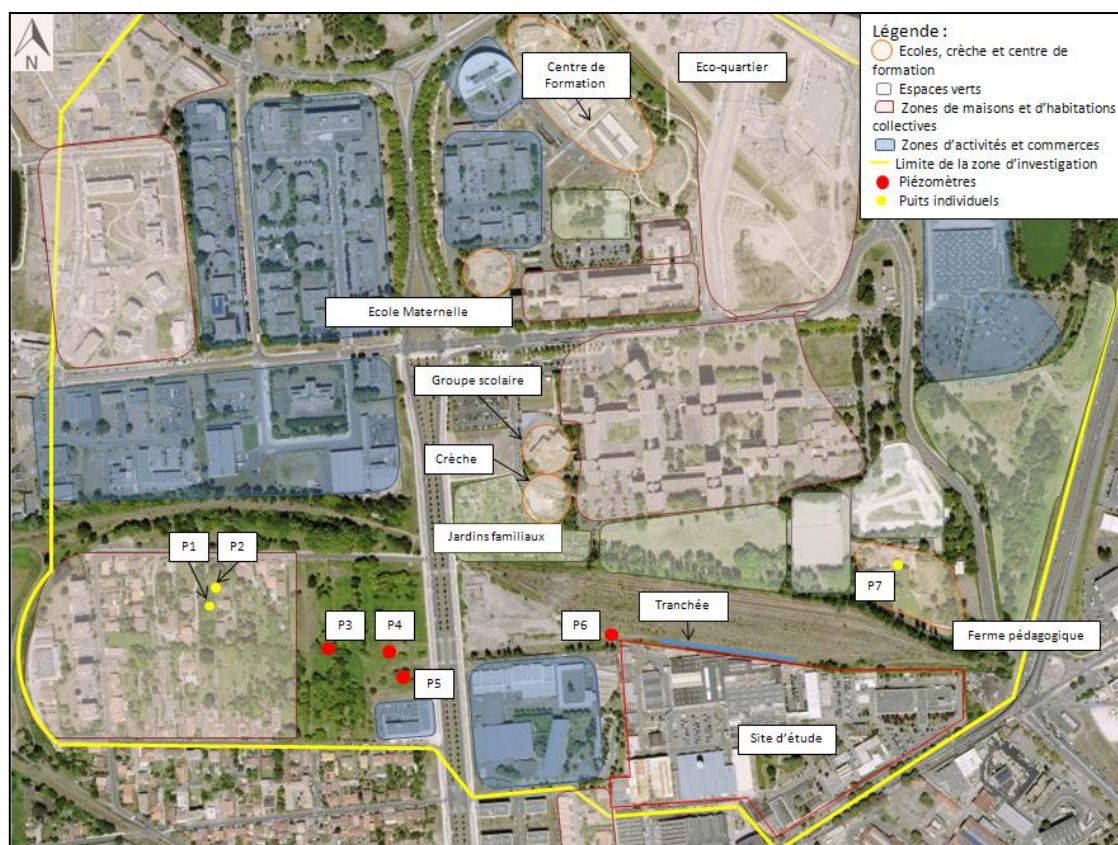 N
Centre de
Formation
Eco-quartier
Légende :
Ecoles, crèche et centre de
formation
Espaces verts
Zones de maisons et d'habitations
collectives
Zones d'activités et commerces
Limite de la zone d'investigation
Piézomètres
Puits individuels
Ecole Maternelle
Groupe scolaire
Crèche
Jardins familiaux
P1
P2
P3
P4
P5
P6
Tranchée
P7
Ferme pédagogique
Site d'étude